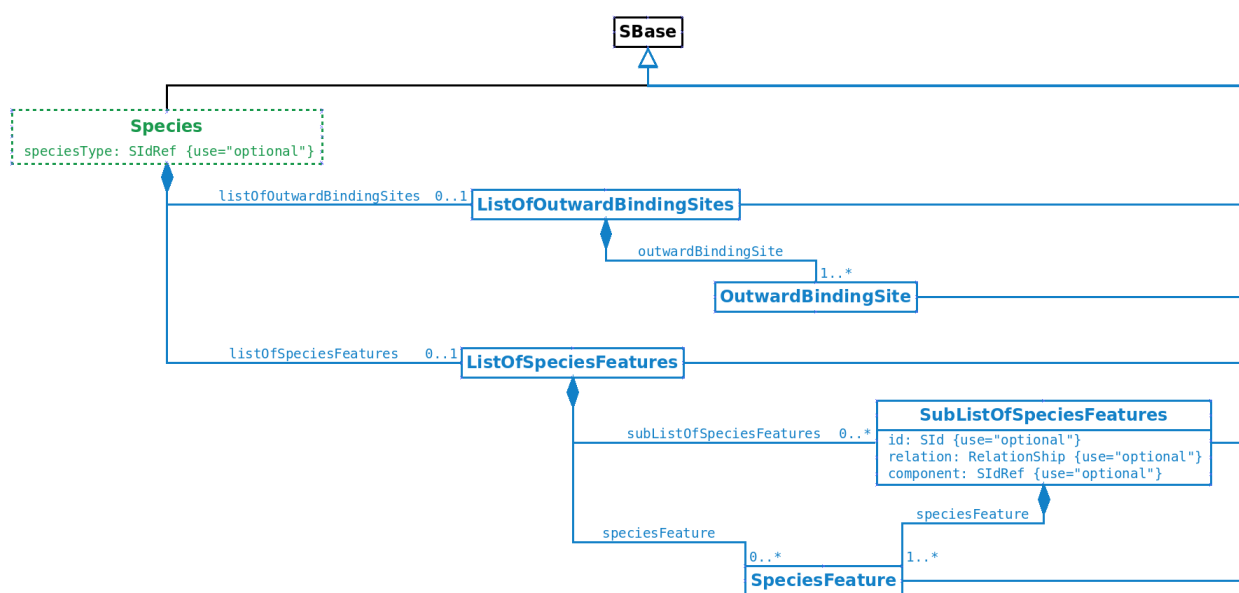 SBase
Species
speciesType: SIdRef {use="optional"}
listOfOutwardBindingSites 0..1
ListOfOutwardBindingSites
outwardBindingSite
1..*
OutwardBindingSite
listOfSpeciesFeatures 0..1
ListOfSpeciesFeatures
SubListOfSpeciesFeatures
subListOfSpeciesFeatures 0..*
id: SId {use="optional"}
relation: RelationShip {use="optional"}
component: SIdRef {use="optional"}
speciesFeature
speciesFeature
0..*
1..*
SpeciesFeature